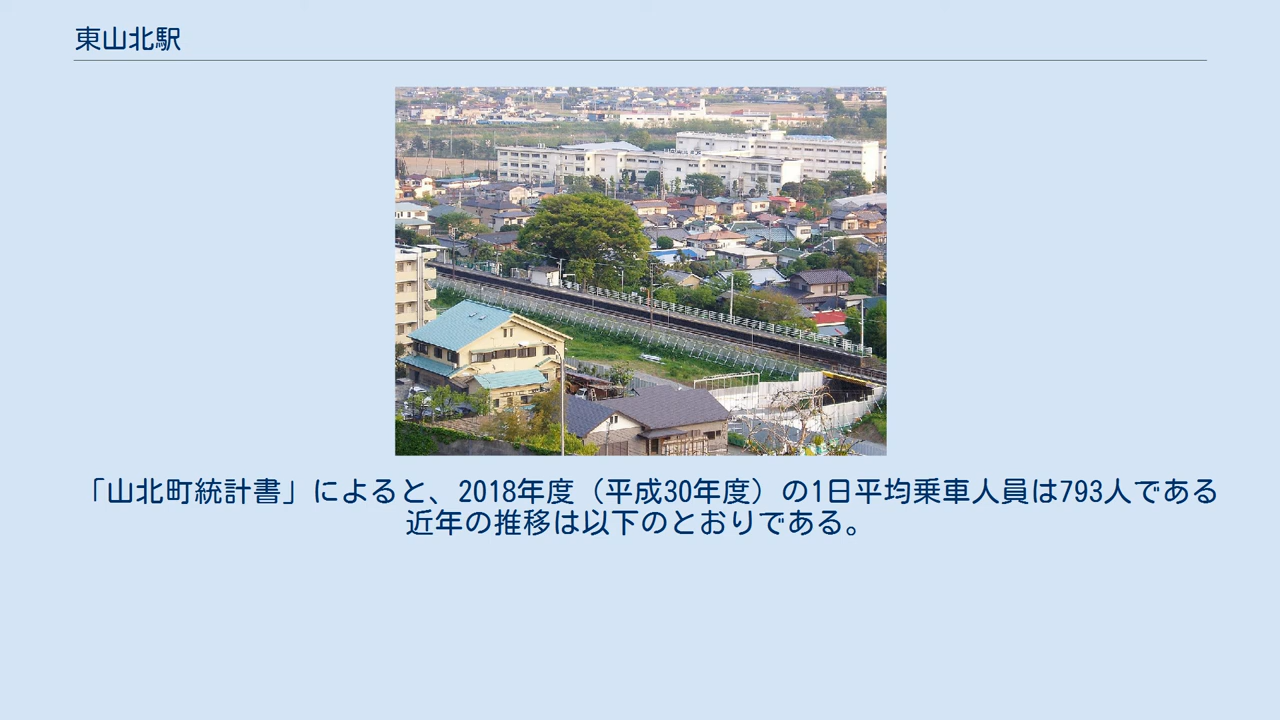 東山北駅
「山北町統計書」によると、2018年度（平成30年度）の1日平均乗車人員は793人である
近年の推移は以下のとおりである。